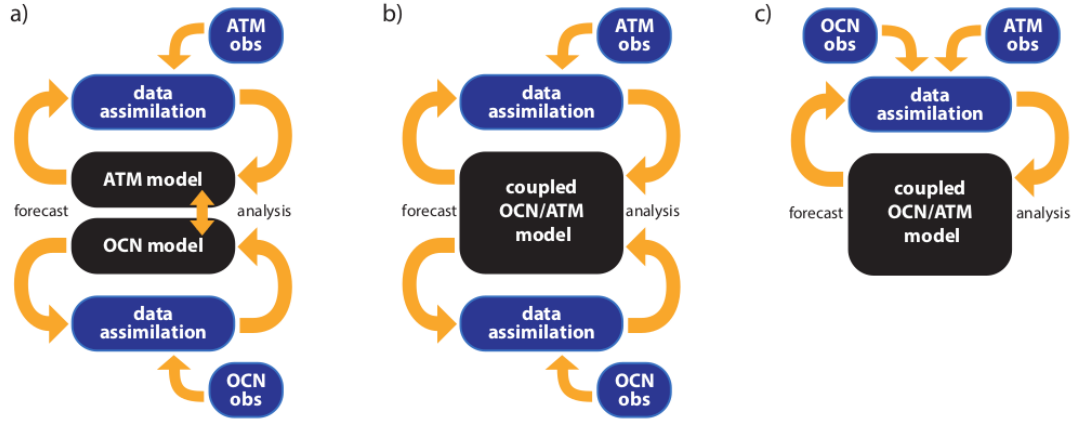 a)
ATM
obs
data
assimilation
ATM model
forecast
analysis
OCN model
data
assimilation
OCN
obs
b)
ATM
obs
data
assimilation
coupled
OCN/ATM
model
forecast
analysis
data
assimilation
OCN
obs
c)
OCN
obs
ATM
obs
data
assimilation
coupled
OCN/ATM
model
forecast
analysis